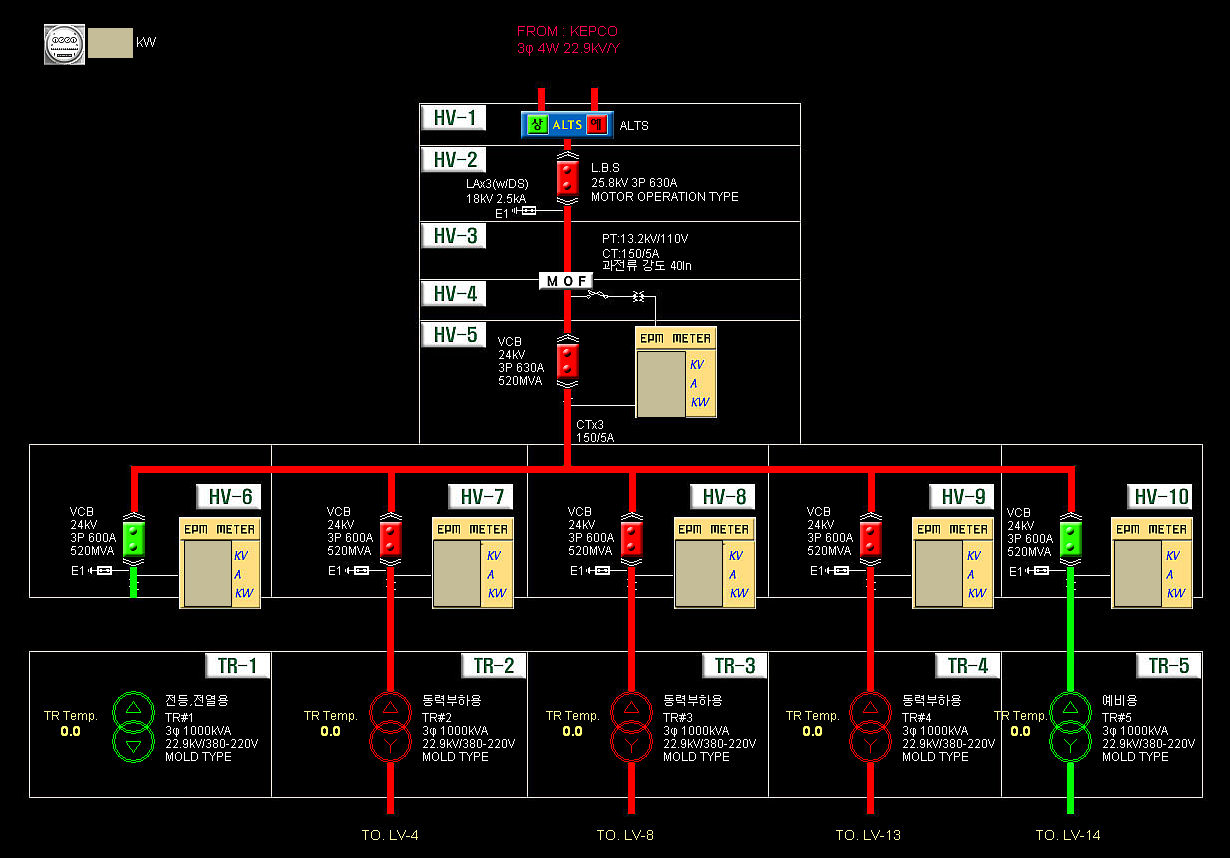 kW
FROM : KEPCO
3φ 4W 22.9kV/Y
HV-1
상 ALTS 예 ALTS
HV-2
L.B.S
25.8kV 3P 630A
MOTOR OPERATION TYPE
LAx3(w/DS)
18kV 2.5kA
E1
HV-3
PT:13.2kV/110V
CT:150/5A
과전류 강도 40In
M O F
HV-4
HV-5
VCB
24kV
3P 630A
520MVA
EPM METER
KV
A
KW
CTx3
150/5A
HV-6
VCB
24kV
3P 600A
520MVA
E1
EPM METER
KV
A
KW
HV-7
VCB
24kV
3P 600A
520MVA
E1
EPM METER
KV
A
KW
HV-8
VCB
24kV
3P 600A
520MVA
E1
EPM METER
KV
A
KW
HV-9
VCB
24kV
3P 600A
520MVA
E1
EPM METER
KV
A
KW
HV-10
VCB
24kV
3P 600A
520MVA
E1
EPM METER
KV
A
KW
TR-1
TR Temp.
0.0
전등,전열용
TR#1
3φ 1000kVA
22.9kV/380-220V
MOLD TYPE
TR-2
TR Temp.
0.0
동력부하용
TR#2
3φ 1000kVA
22.9kV/380-220V
MOLD TYPE
TR-3
TR Temp.
0.0
동력부하용
TR#3
3φ 1000kVA
22.9kV/380-220V
MOLD TYPE
TR-4
TR Temp.
0.0
동력부하용
TR#4
3φ 1000kVA
22.9kV/380-220V
MOLD TYPE
TR-5
TR Temp.
0.0
예비용
TR#5
3φ 1000kVA
22.9kV/380-220V
MOLD TYPE
TO. LV-4
TO. LV-8
TO. LV-13
TO. LV-14